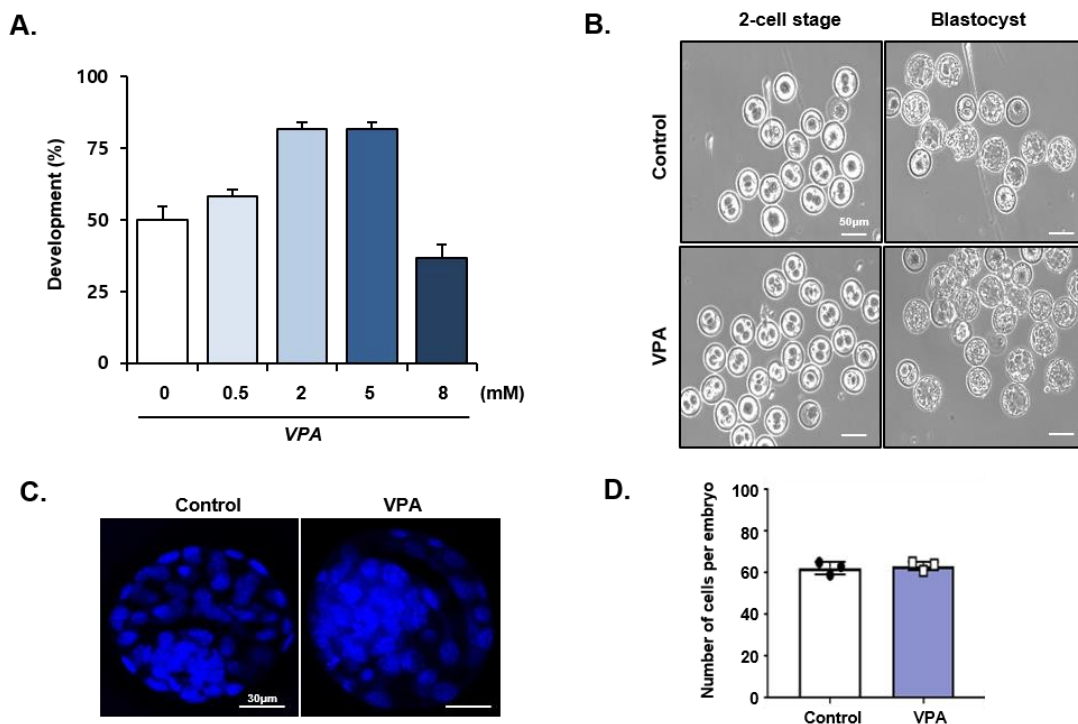 A.
Development (%)
100
75
50
25
0
0 0.5 2 5 8 (mM)
VPA
B.
2-cell stage Blastocyst
Control
50μm
VPA
C.
Control VPA
30μm
D.
Number of cells per embryo
100
80
60
40
20
0
Control VPA